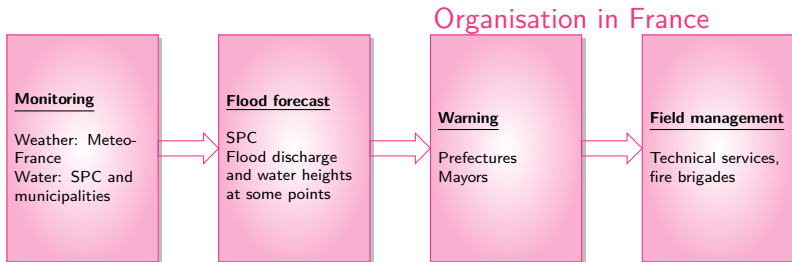 Organisation in France
Monitoring
Weather: Meteo-
France
Water: SPC and
municipalities
Flood forecast
SPC
Flood discharge
and water heights
at some points
Warning
Prefectures
Mayors
Field management
Technical services,
fire brigades